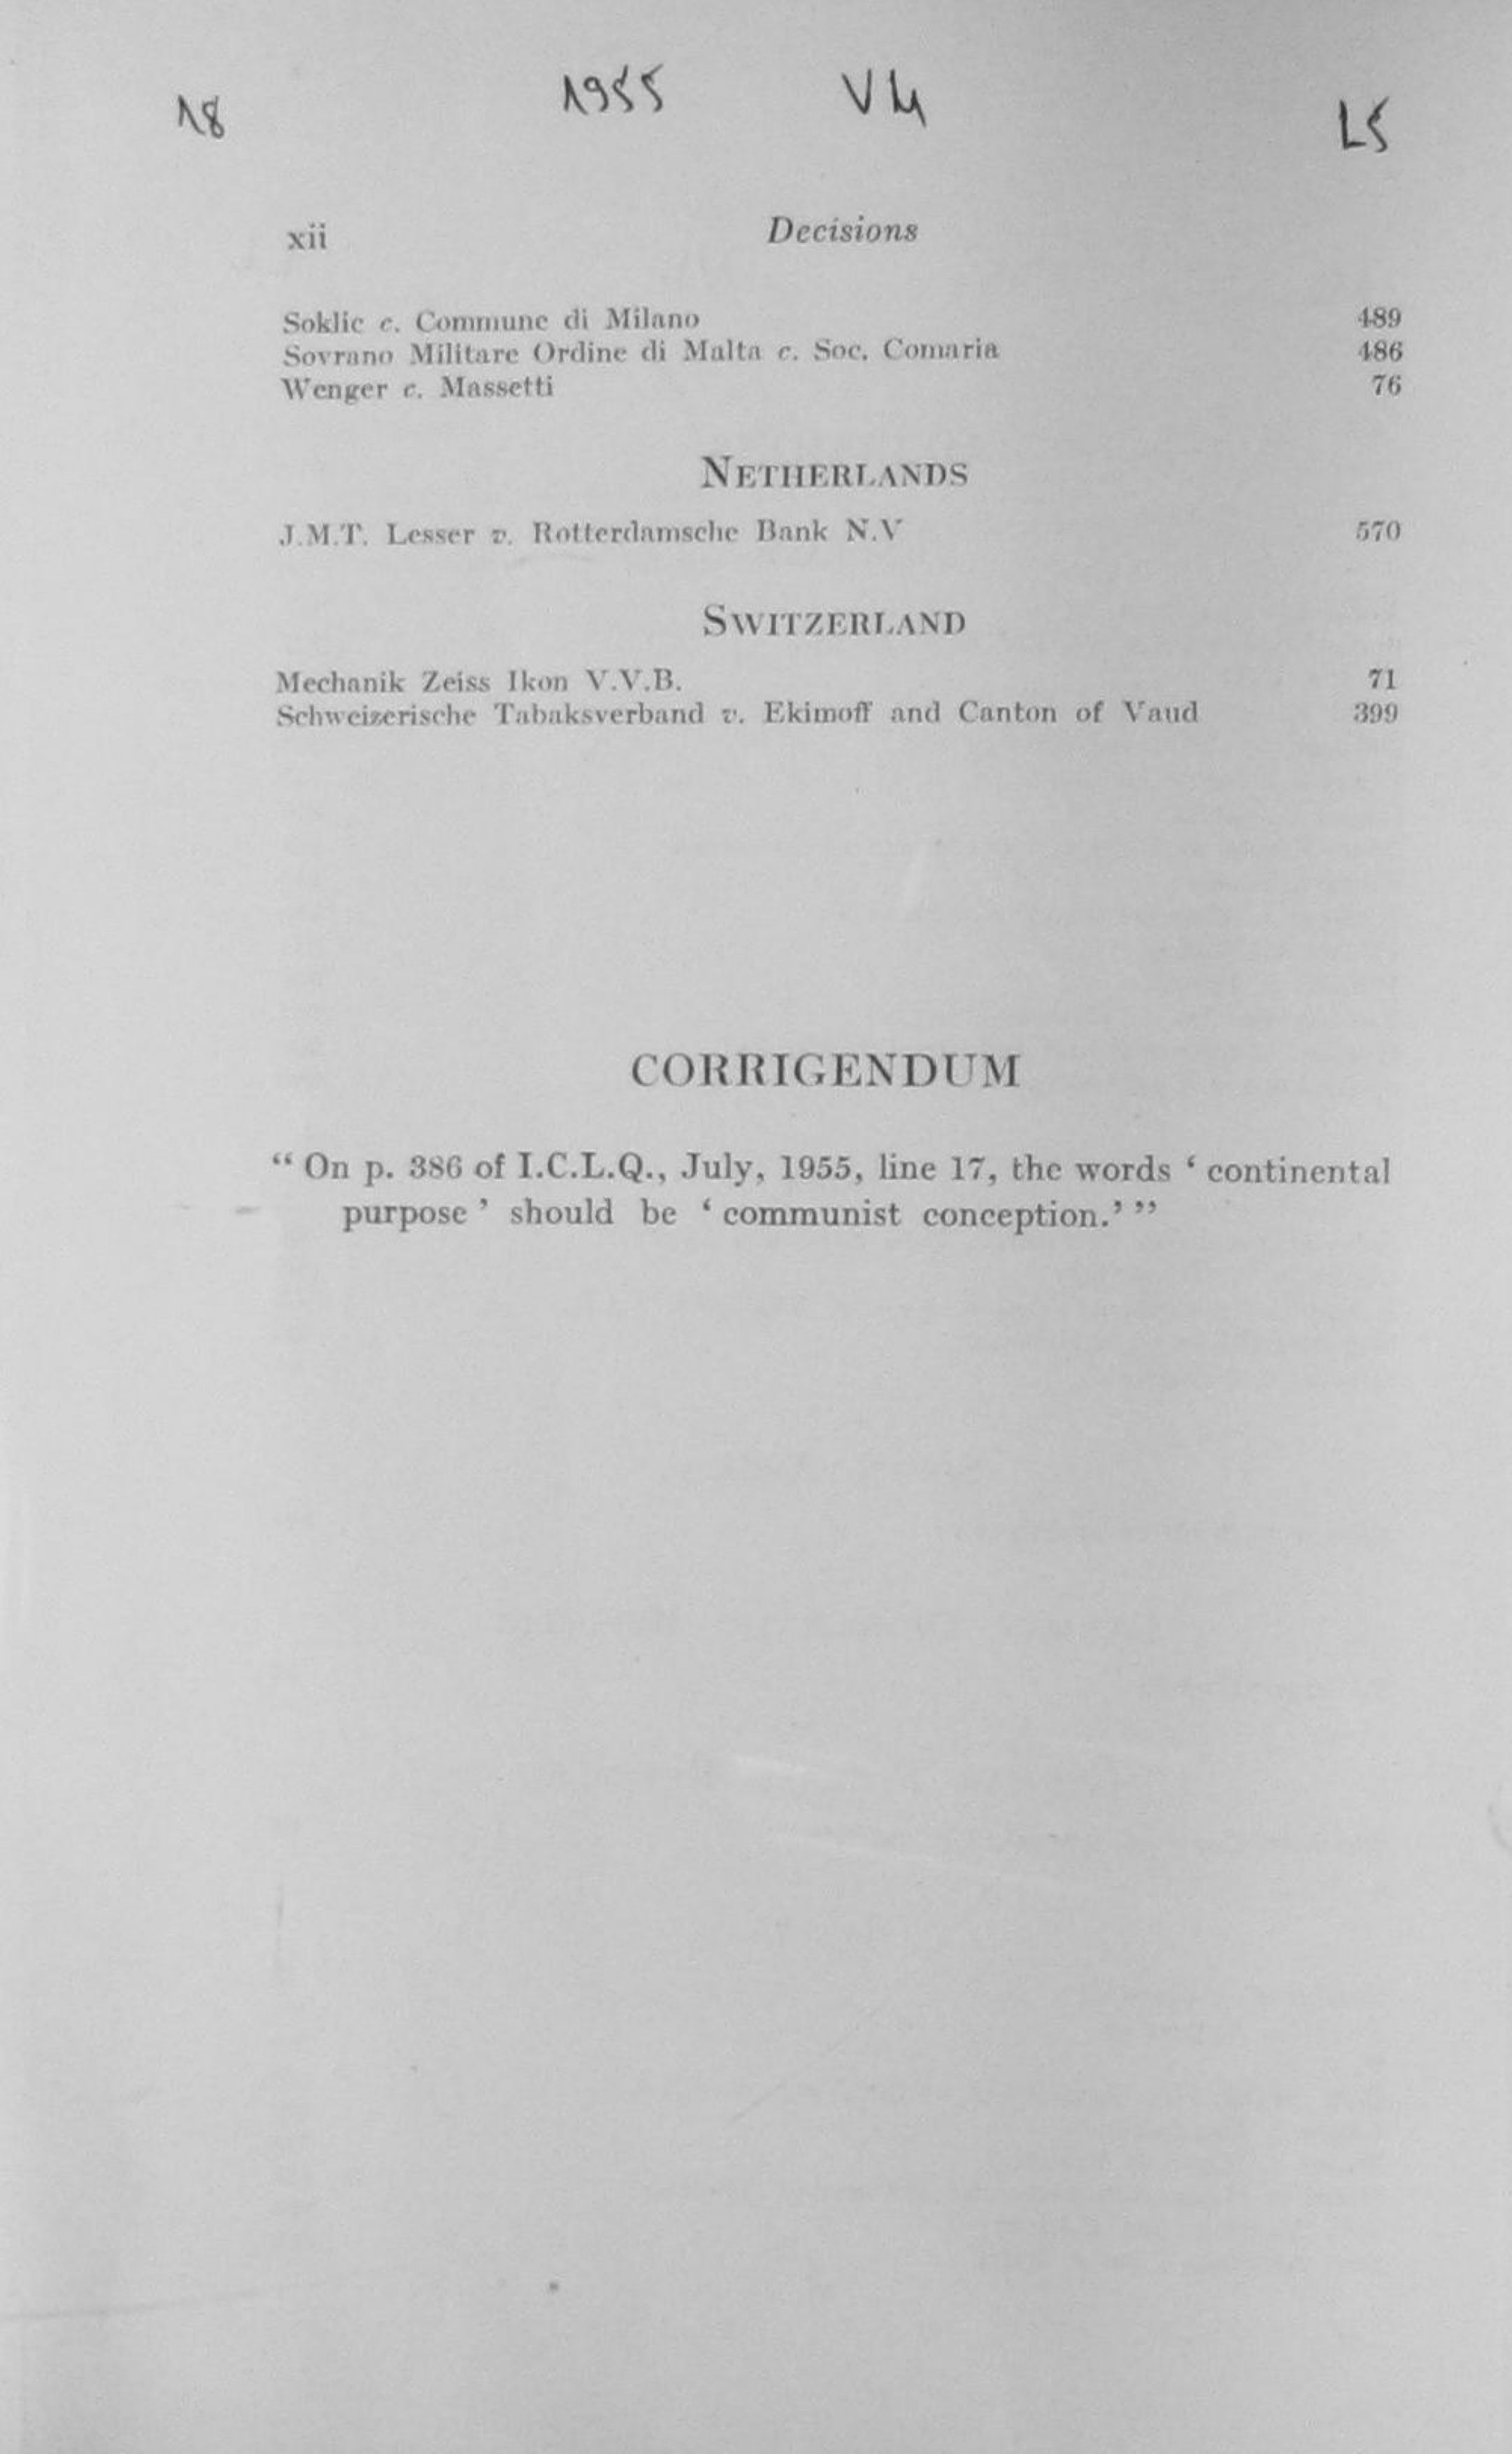 18 1955 V4 LS
xii Decisions
Soklic c. Commune di Milano 489
Sovrano Militare Ordine di Malta c. Soc. Comaria 486
Wenger c. Massetti 76
NETHERLANDS
J.M.T. Lesser v. Rotterdamsche Bank N.V 570
SWITZERLAND
Mechanik Zeiss Ikon V.V.B. 71
Schweizerische Tabaksverband v. Ekimoff and Canton of Vaud 399
CORRIGENDUM
“ On p. 386 of I.C.L.Q., July, 1955, line 17, the words ‘ continental
purpose ’ should be ‘ communist conception.’ ”